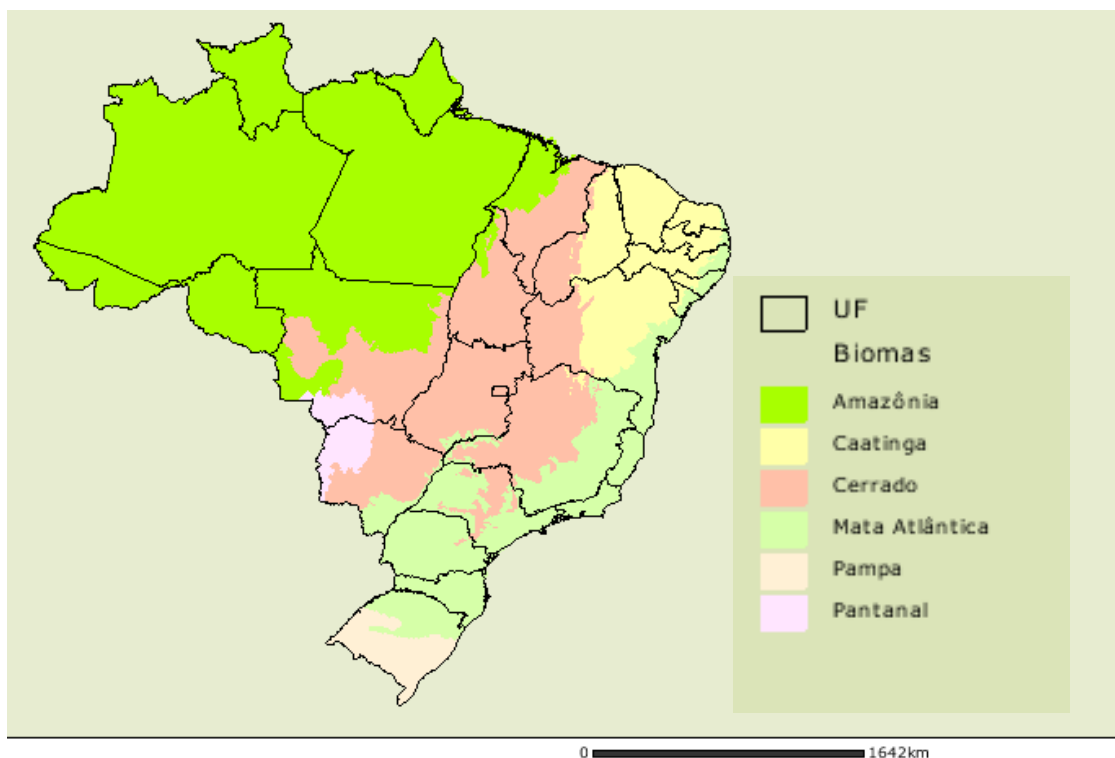 UF
Biomas
Amazônia
Caatinga
Cerrado
Mata Atlântica
Pampa
Pantanal
0 1642km